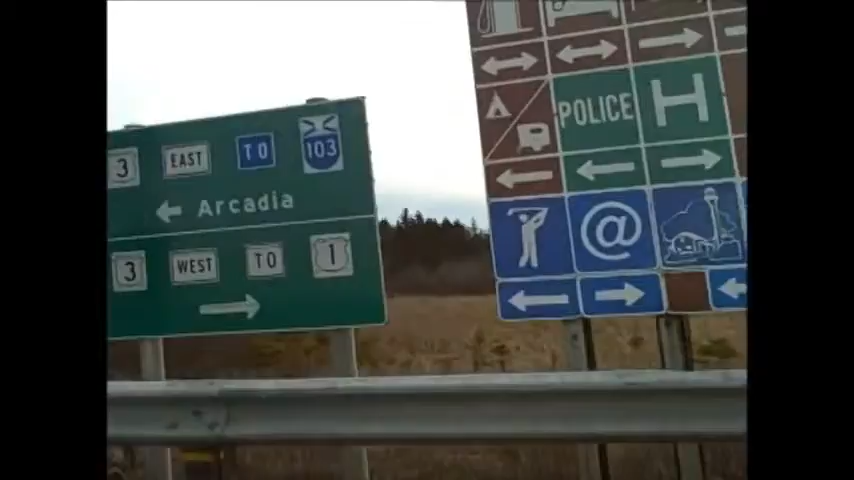 3 EAST TO 103
Arcadia
3 WEST TO 1
POLICE H
@